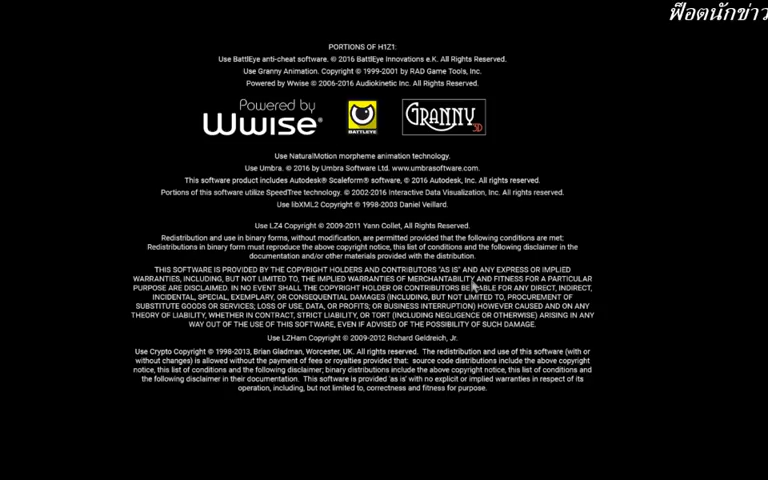 ฟ๊อตนักข่าว
PORTIONS OF H1Z1:
Use BattlEye anti-cheat software. © 2016 BattlEye Innovations e.K. All Rights Reserved.
Use Granny Animation. Copyright © 1999-2001 by RAD Game Tools, Inc.
Powered by Wwise © 2006-2016 Audiokinetic Inc. All Rights Reserved.
Powered by
Wwise®
BATTLEYE
GRANNY 3D
Use NaturalMotion morpheme animation technology.
Use Umbra. © 2016 by Umbra Software Ltd. www.umbrasoftware.com.
This software product includes Autodesk® Scaleform® software, © 2016 Autodesk, Inc. All rights reserved.
Portions of this software utilize SpeedTree technology. © 2002-2016 Interactive Data Visualization, Inc. All rights reserved.
Use libXML2 Copyright © 1998-2003 Daniel Veillard.
Use LZ4 Copyright © 2009-2011 Yann Collet, All Rights Reserved.
Redistribution and use in binary forms, without modification, are permitted provided that the following conditions are met:
Redistributions in binary form must reproduce the above copyright notice, this list of conditions and the following disclaimer in the
documentation and/or other materials provided with the distribution.
THIS SOFTWARE IS PROVIDED BY THE COPYRIGHT HOLDERS AND CONTRIBUTORS "AS IS" AND ANY EXPRESS OR IMPLIED
WARRANTIES, INCLUDING, BUT NOT LIMITED TO, THE IMPLIED WARRANTIES OF MERCHANTABILITY AND FITNESS FOR A PARTICULAR
PURPOSE ARE DISCLAIMED. IN NO EVENT SHALL THE COPYRIGHT HOLDER OR CONTRIBUTORS BE LIABLE FOR ANY DIRECT, INDIRECT,
INCIDENTAL, SPECIAL, EXEMPLARY, OR CONSEQUENTIAL DAMAGES (INCLUDING, BUT NOT LIMITED TO, PROCUREMENT OF
SUBSTITUTE GOODS OR SERVICES; LOSS OF USE, DATA, OR PROFITS; OR BUSINESS INTERRUPTION) HOWEVER CAUSED AND ON ANY
THEORY OF LIABILITY, WHETHER IN CONTRACT, STRICT LIABILITY, OR TORT (INCLUDING NEGLIGENCE OR OTHERWISE) ARISING IN ANY
WAY OUT OF THE USE OF THIS SOFTWARE, EVEN IF ADVISED OF THE POSSIBILITY OF SUCH DAMAGE.
Use LZHam Copyright © 2009-2012 Richard Geldreich, Jr.
Use Crypto Copyright © 1998-2013, Brian Gladman, Worcester, UK. All rights reserved. The redistribution and use of this software (with or
without changes) is allowed without the payment of fees or royalties provided that: source code distributions include the above copyright
notice, this list of conditions and the following disclaimer; binary distributions include the above copyright notice, this list of conditions and
the following disclaimer in their documentation. This software is provided 'as is' with no explicit or implied warranties in respect of its
operation, including, but not limited to, correctness and fitness for purpose.